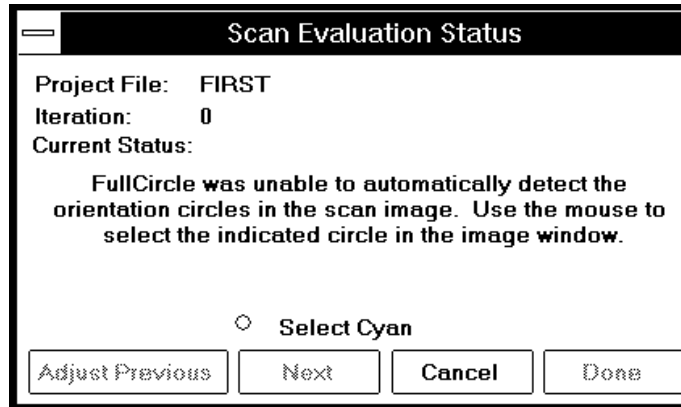 Scan Evaluation Status
Project File: FIRST
Iteration: 0
Current Status:
FullCircle was unable to automatically detect the
orientation circles in the scan image. Use the mouse to
select the indicated circle in the image window.
Select Cyan
Adjust Previous Next Cancel Done